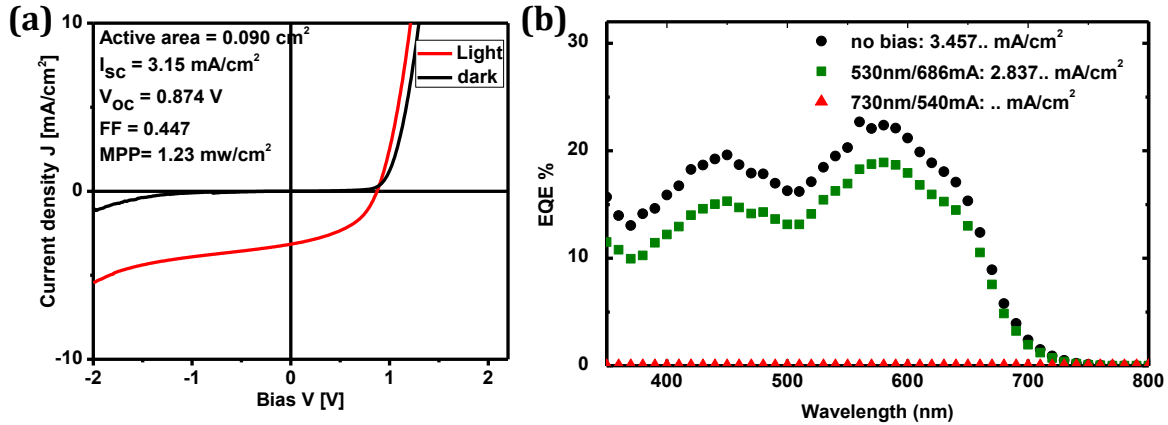 (a)
Active area = 0.090 cm²
I_SC = 3.15 mA/cm²
V_OC = 0.874 V
FF = 0.447
MPP= 1.23 mw/cm²
Light
dark
Current density J [mA/cm²]
10
0
-10
-2 -1 0 1 2
Bias V [V]
(b)
no bias: 3.457.. mA/cm²
530nm/686mA: 2.837.. mA/cm²
730nm/540mA: .. mA/cm²
EQE %
30
20
10
0
400 500 600 700 800
Wavelength (nm)